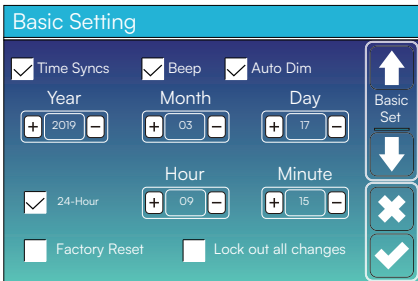 Basic Setting
Time Syncs Beep Auto Dim
Year Month Day
+ 2019 - + 03 - + 17 -
Basic
Set
Hour Minute
24-Hour + 09 - + 15 -
Factory Reset Lock out all changes